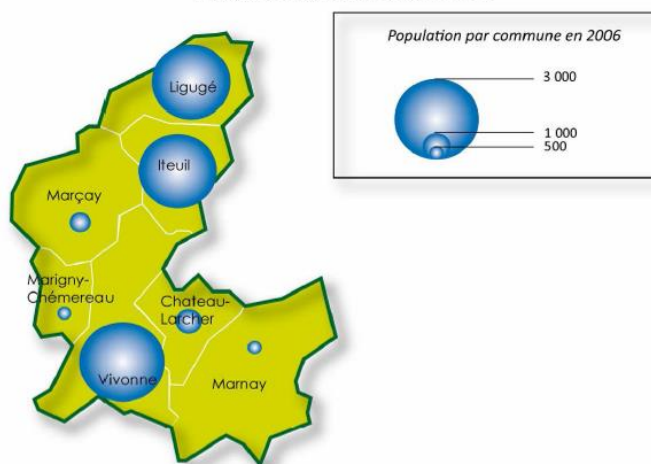 Population par commune en 2006
3 000
1 000
500
Ligugé
Iteuil
Marçay
Marigny-
Chémereau
Chateau-
Larcher
Vivonne
Marnay